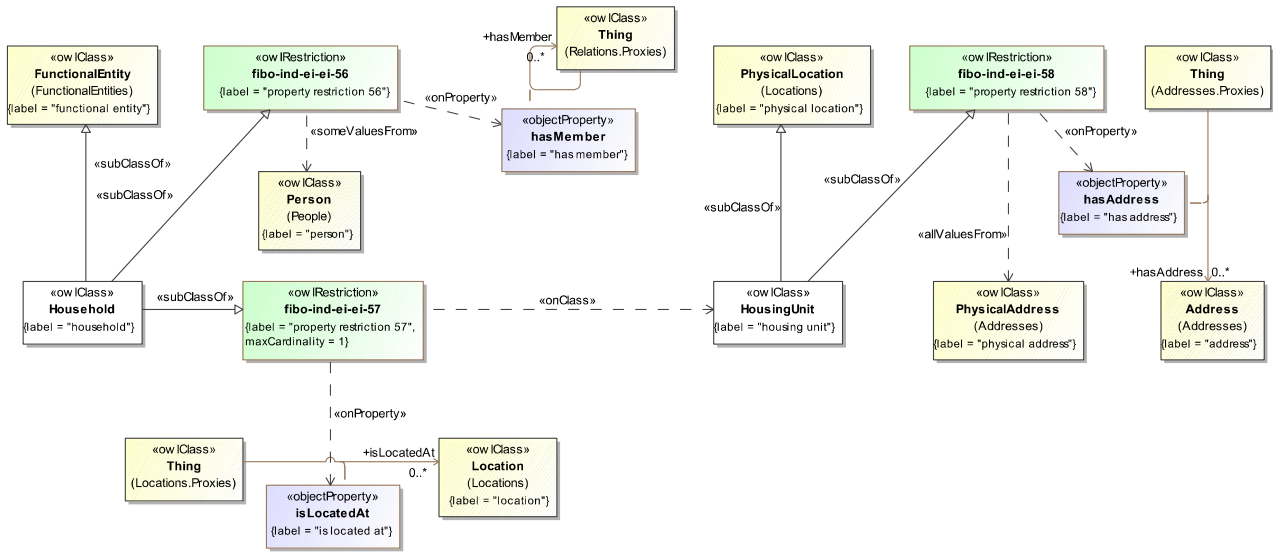 «owlClass»
FunctionalEntity
(FunctionalEntities)
{label = "functional entity"}
«owlRestriction»
fibo-ind-ei-ei-56
{label = "property restriction 56"}
+hasMember
0..*
«owlClass»
Thing
(Relations.Proxies)
«onProperty»
«objectProperty»
hasMember
{label = "has member"}
«someValuesFrom»
«owlClass»
Person
(People)
{label = "person"}
«subClassOf»
«subClassOf»
«owlClass»
Household
{label = "household"}
«subClassOf»
«owlRestriction»
fibo-ind-ei-ei-57
{label = "property restriction 57",
maxCardinality = 1}
«onClass»
«onProperty»
«owlClass»
Thing
(Locations.Proxies)
+isLocatedAt
0..*
«owlClass»
Location
(Locations)
{label = "location"}
«objectProperty»
isLocatedAt
{label = "is located at"}
«owlClass»
PhysicalLocation
(Locations)
{label = "physical location"}
«owlRestriction»
fibo-ind-ei-ei-58
{label = "property restriction 58"}
«owlClass»
Thing
(Addresses.Proxies)
«onProperty»
«objectProperty»
hasAddress
{label = "has address"}
«subClassOf»
«subClassOf»
«allValuesFrom»
+hasAddress
0..*
«owlClass»
HousingUnit
{label = "housing unit"}
«owlClass»
PhysicalAddress
(Addresses)
{label = "physical address"}
«owlClass»
Address
(Addresses)
{label = "address"}